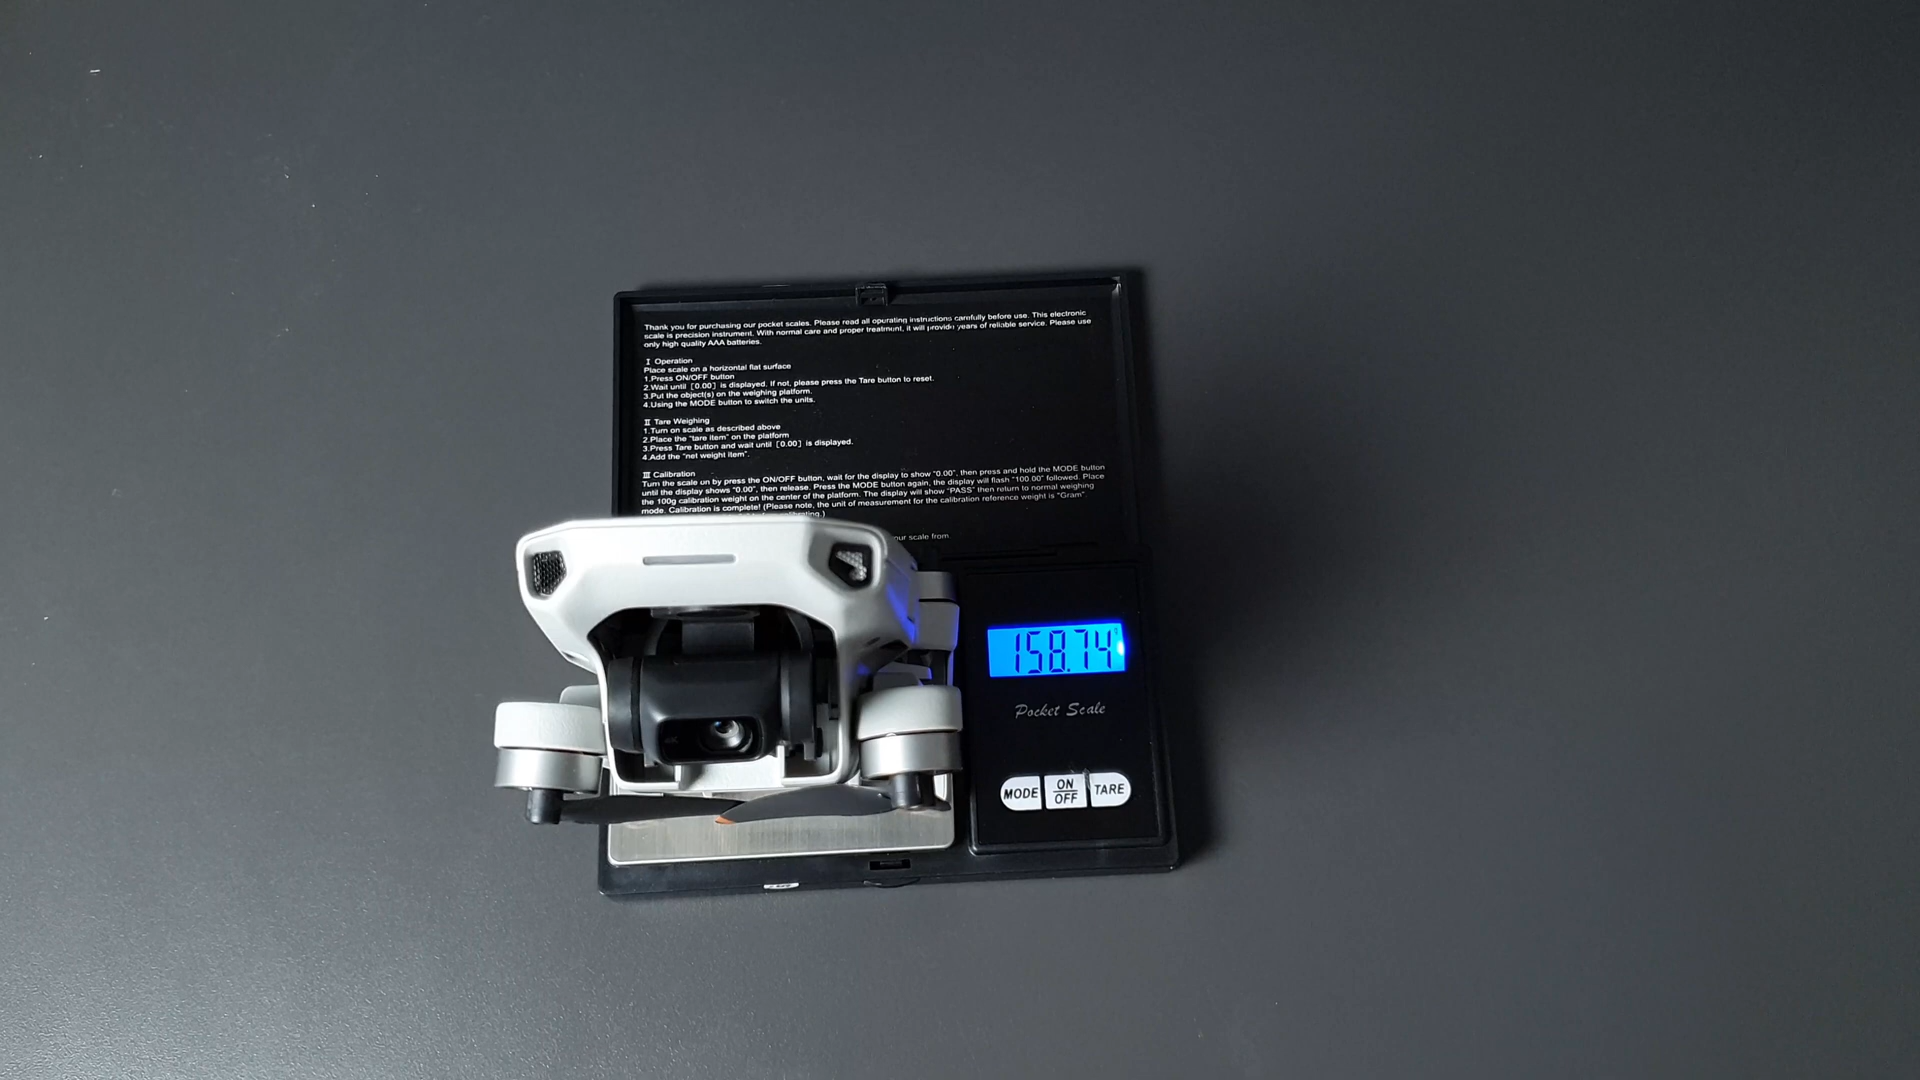 Thank you for purchasing our pocket scales. Please read all operating instructions carefully before use. This electronic
scale is precision instrument. With normal care and proper treatment, it will provide years of reliable service. Please use
only high quality AAA batteries.
Ⅰ Operation
Place scale on a horizontal flat surface
1.Press ON/OFF button
2.Wait until [0.00] is displayed. If not, please press the Tare button to reset.
3.Put the object(s) on the weighing platform.
4.Using the MODE button to switch the units.
Ⅱ Tare Weighing
1.Turn on scale as described above
2.Place the "tare item" on the platform
3.Press Tare button and wait until [0.00] is displayed.
4.Add the "net weight item".
Ⅲ Calibration
Turn the scale un by press the ON/OFF button, wait for the display to show "0.00", then press and hold the MODE button
until the display shows "0.00", then release. Press the MODE button again, the display will flash "100.00" followed. Place
the 100g calibration weight on the center of the platform. The display will show "PASS" then return to normal weighing
mode. Calibration is complete! (Please note, the unit of measurement for the calibration reference weight is "Gram".
calibrating.)
our scale from
158.74
Pocket Scale
MODE
ON
OFF
TARE